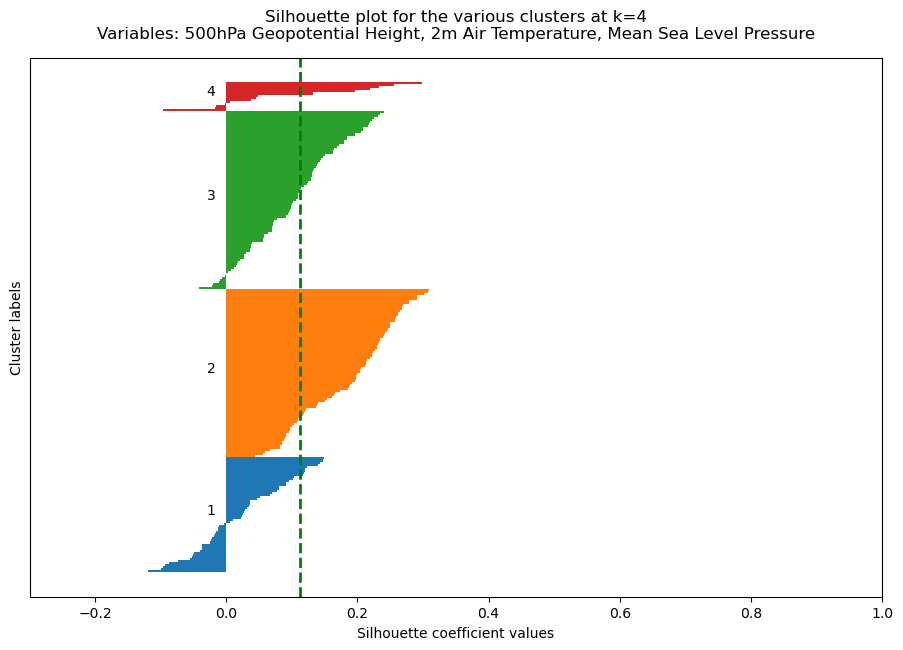 Silhouette plot for the various clusters at k=4
Variables: 500hPa Geopotential Height, 2m Air Temperature, Mean Sea Level Pressure
4
3
2
1
Cluster labels
−0.2 0.0 0.2 0.4 0.6 0.8 1.0
Silhouette coefficient values